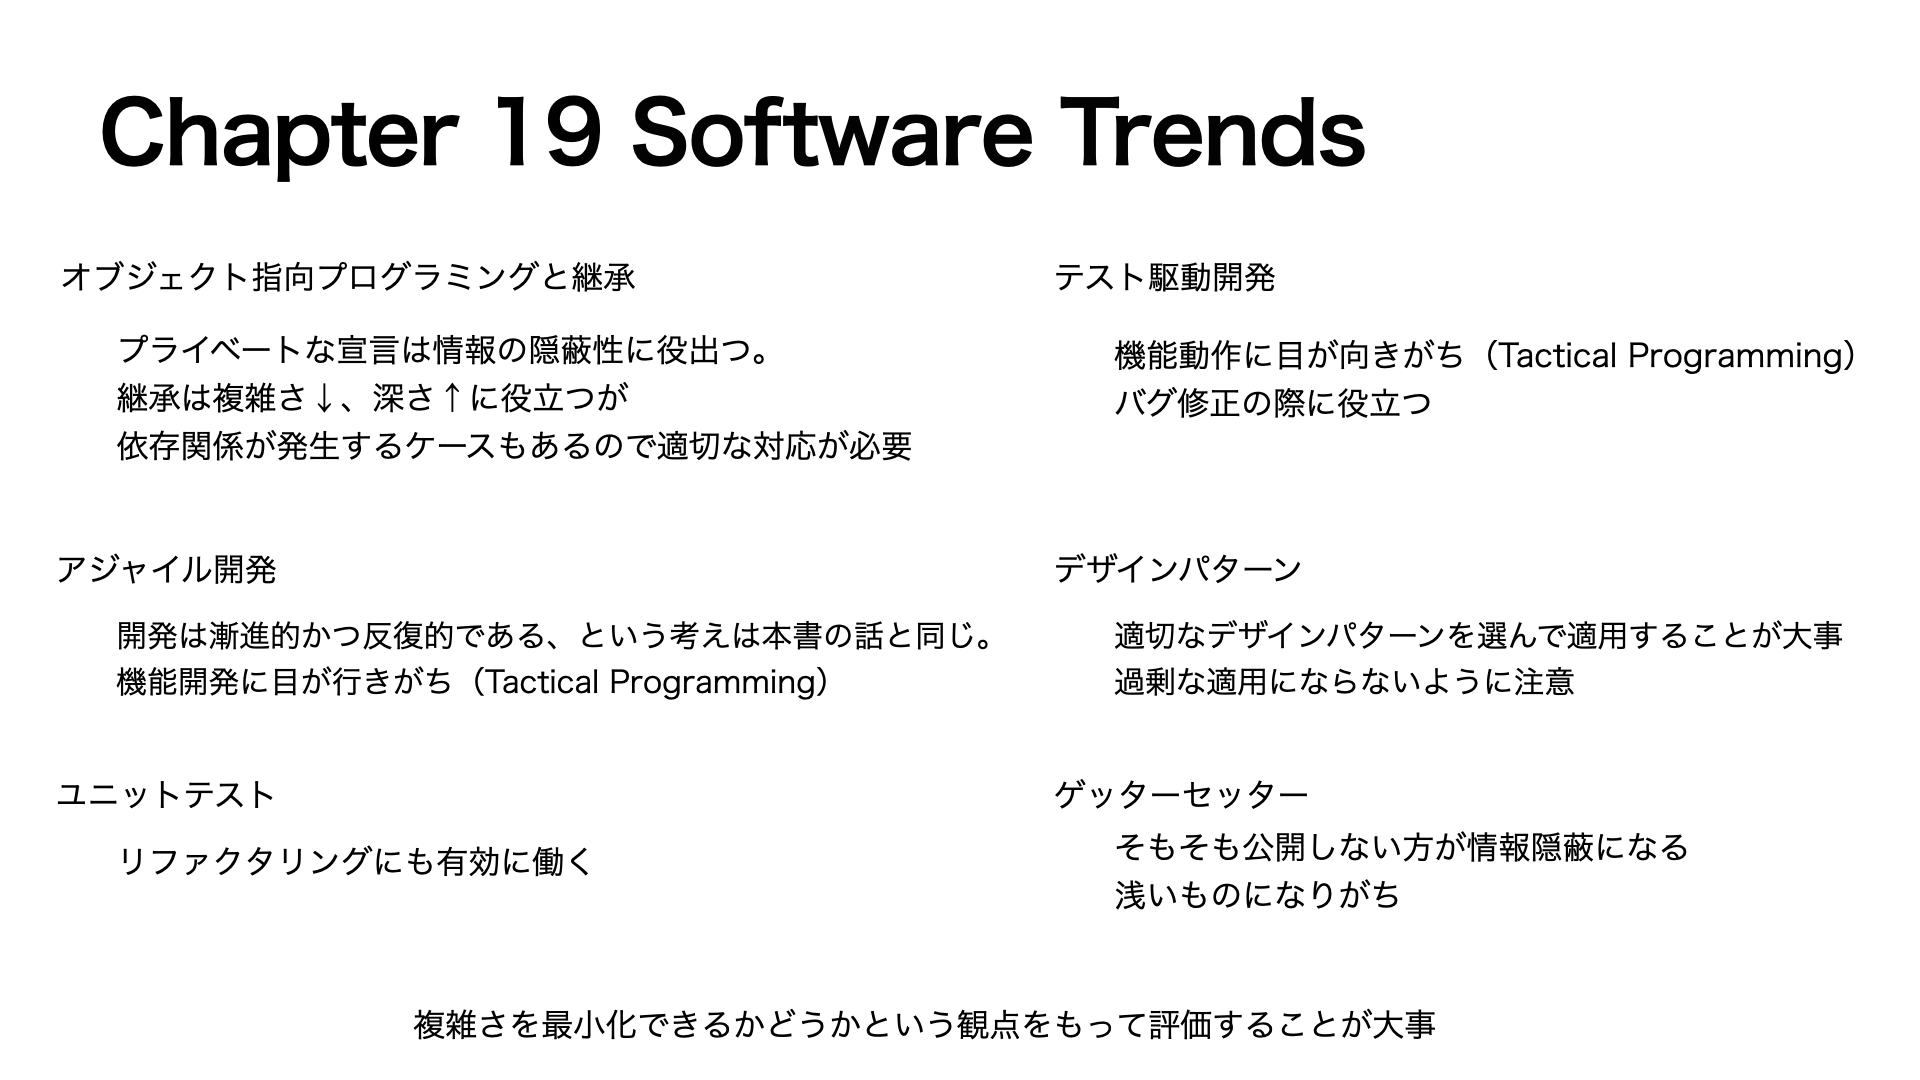 Chapter 19 Software Trends
オブジェクト指向プログラミングと継承
プライベートな宣言は情報の隠蔽性に役出つ。
継承は複雑さ↓、深さ↑に役立つが
依存関係が発生するケースもあるので適切な対応が必要
アジャイル開発
開発は漸進的かつ反復的である、という考えは本書の話と同じ。
機能開発に目が行きがち（Tactical Programming）
ユニットテスト
リファクタリングにも有効に働く
テスト駆動開発
機能動作に目が向きがち（Tactical Programming）
バグ修正の際に役立つ
デザインパターン
適切なデザインパターンを選んで適用することが大事
過剰な適用にならないように注意
ゲッターセッター
そもそも公開しない方が情報隠蔽になる
浅いものになりがち
複雑さを最小化できるかどうかという観点をもって評価することが大事